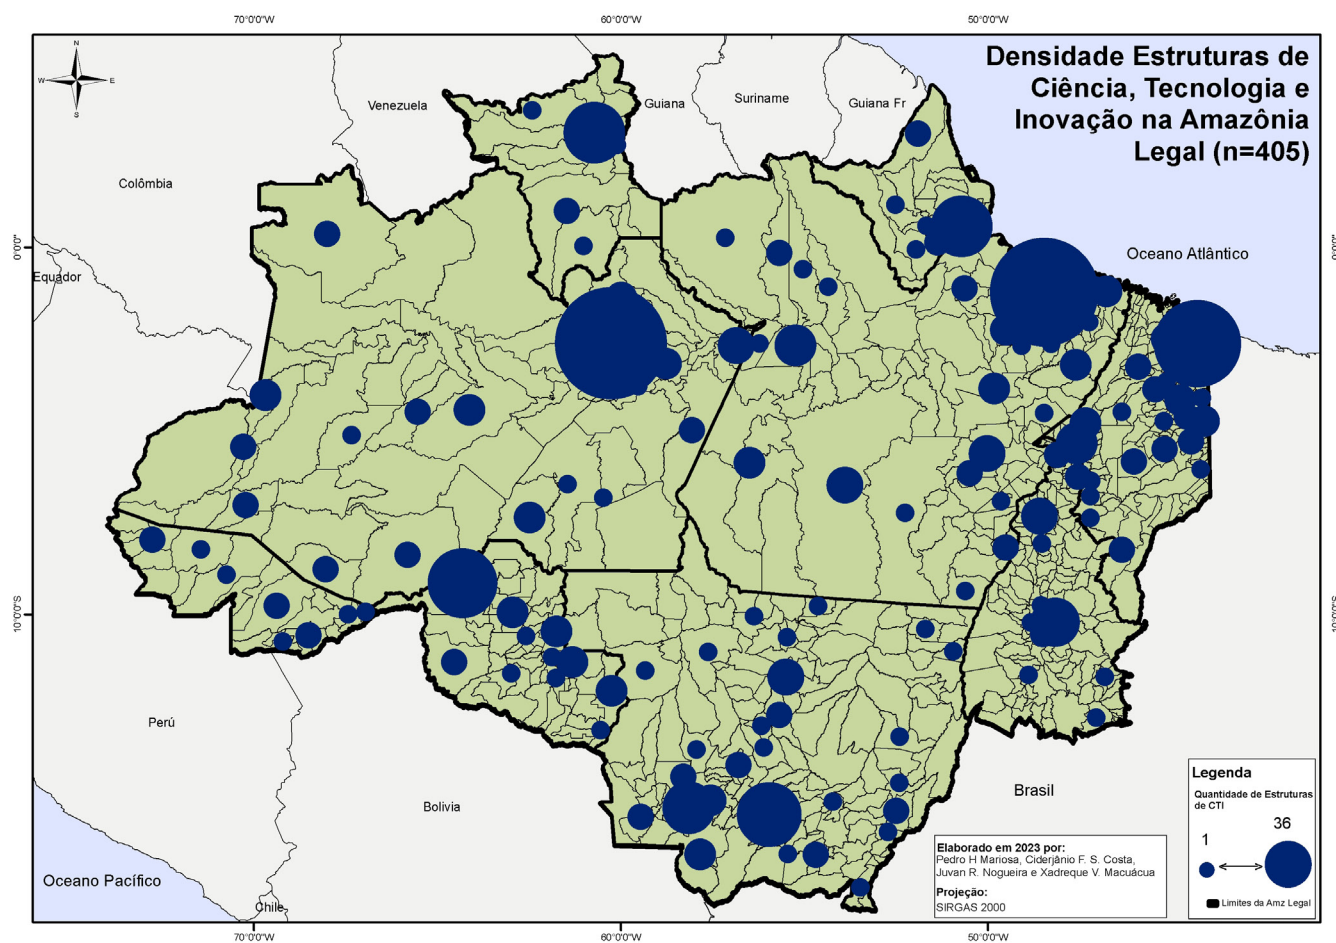 70°0'0"W
60°0'0"W
50°0'0"W
N
W
E
S
Densidade Estruturas de
Ciência, Tecnologia e
Inovação na Amazônia
Legal (n=405)
Venezuela
Guiana
Suriname
Guiana Fr
Colômbia
0°0'0"
0°0'0"
Oceano Atlântico
Equador
10°0'S
10°0'S
Perú
Bolivia
Brasil
Oceano Pacífico
Chile
Legenda
Quantidade de Estruturas
de CTI
1
36
Limites da Amz Legal
Elaborado em 2023 por:
Pedro H Mariosa, Ciderjânio F. S. Costa,
Juvan R. Nogueira e Xadreque V. Macuácua
Projeção:
SIRGAS 2000
70°0'0"W
60°0'0"W
50°0'0"W